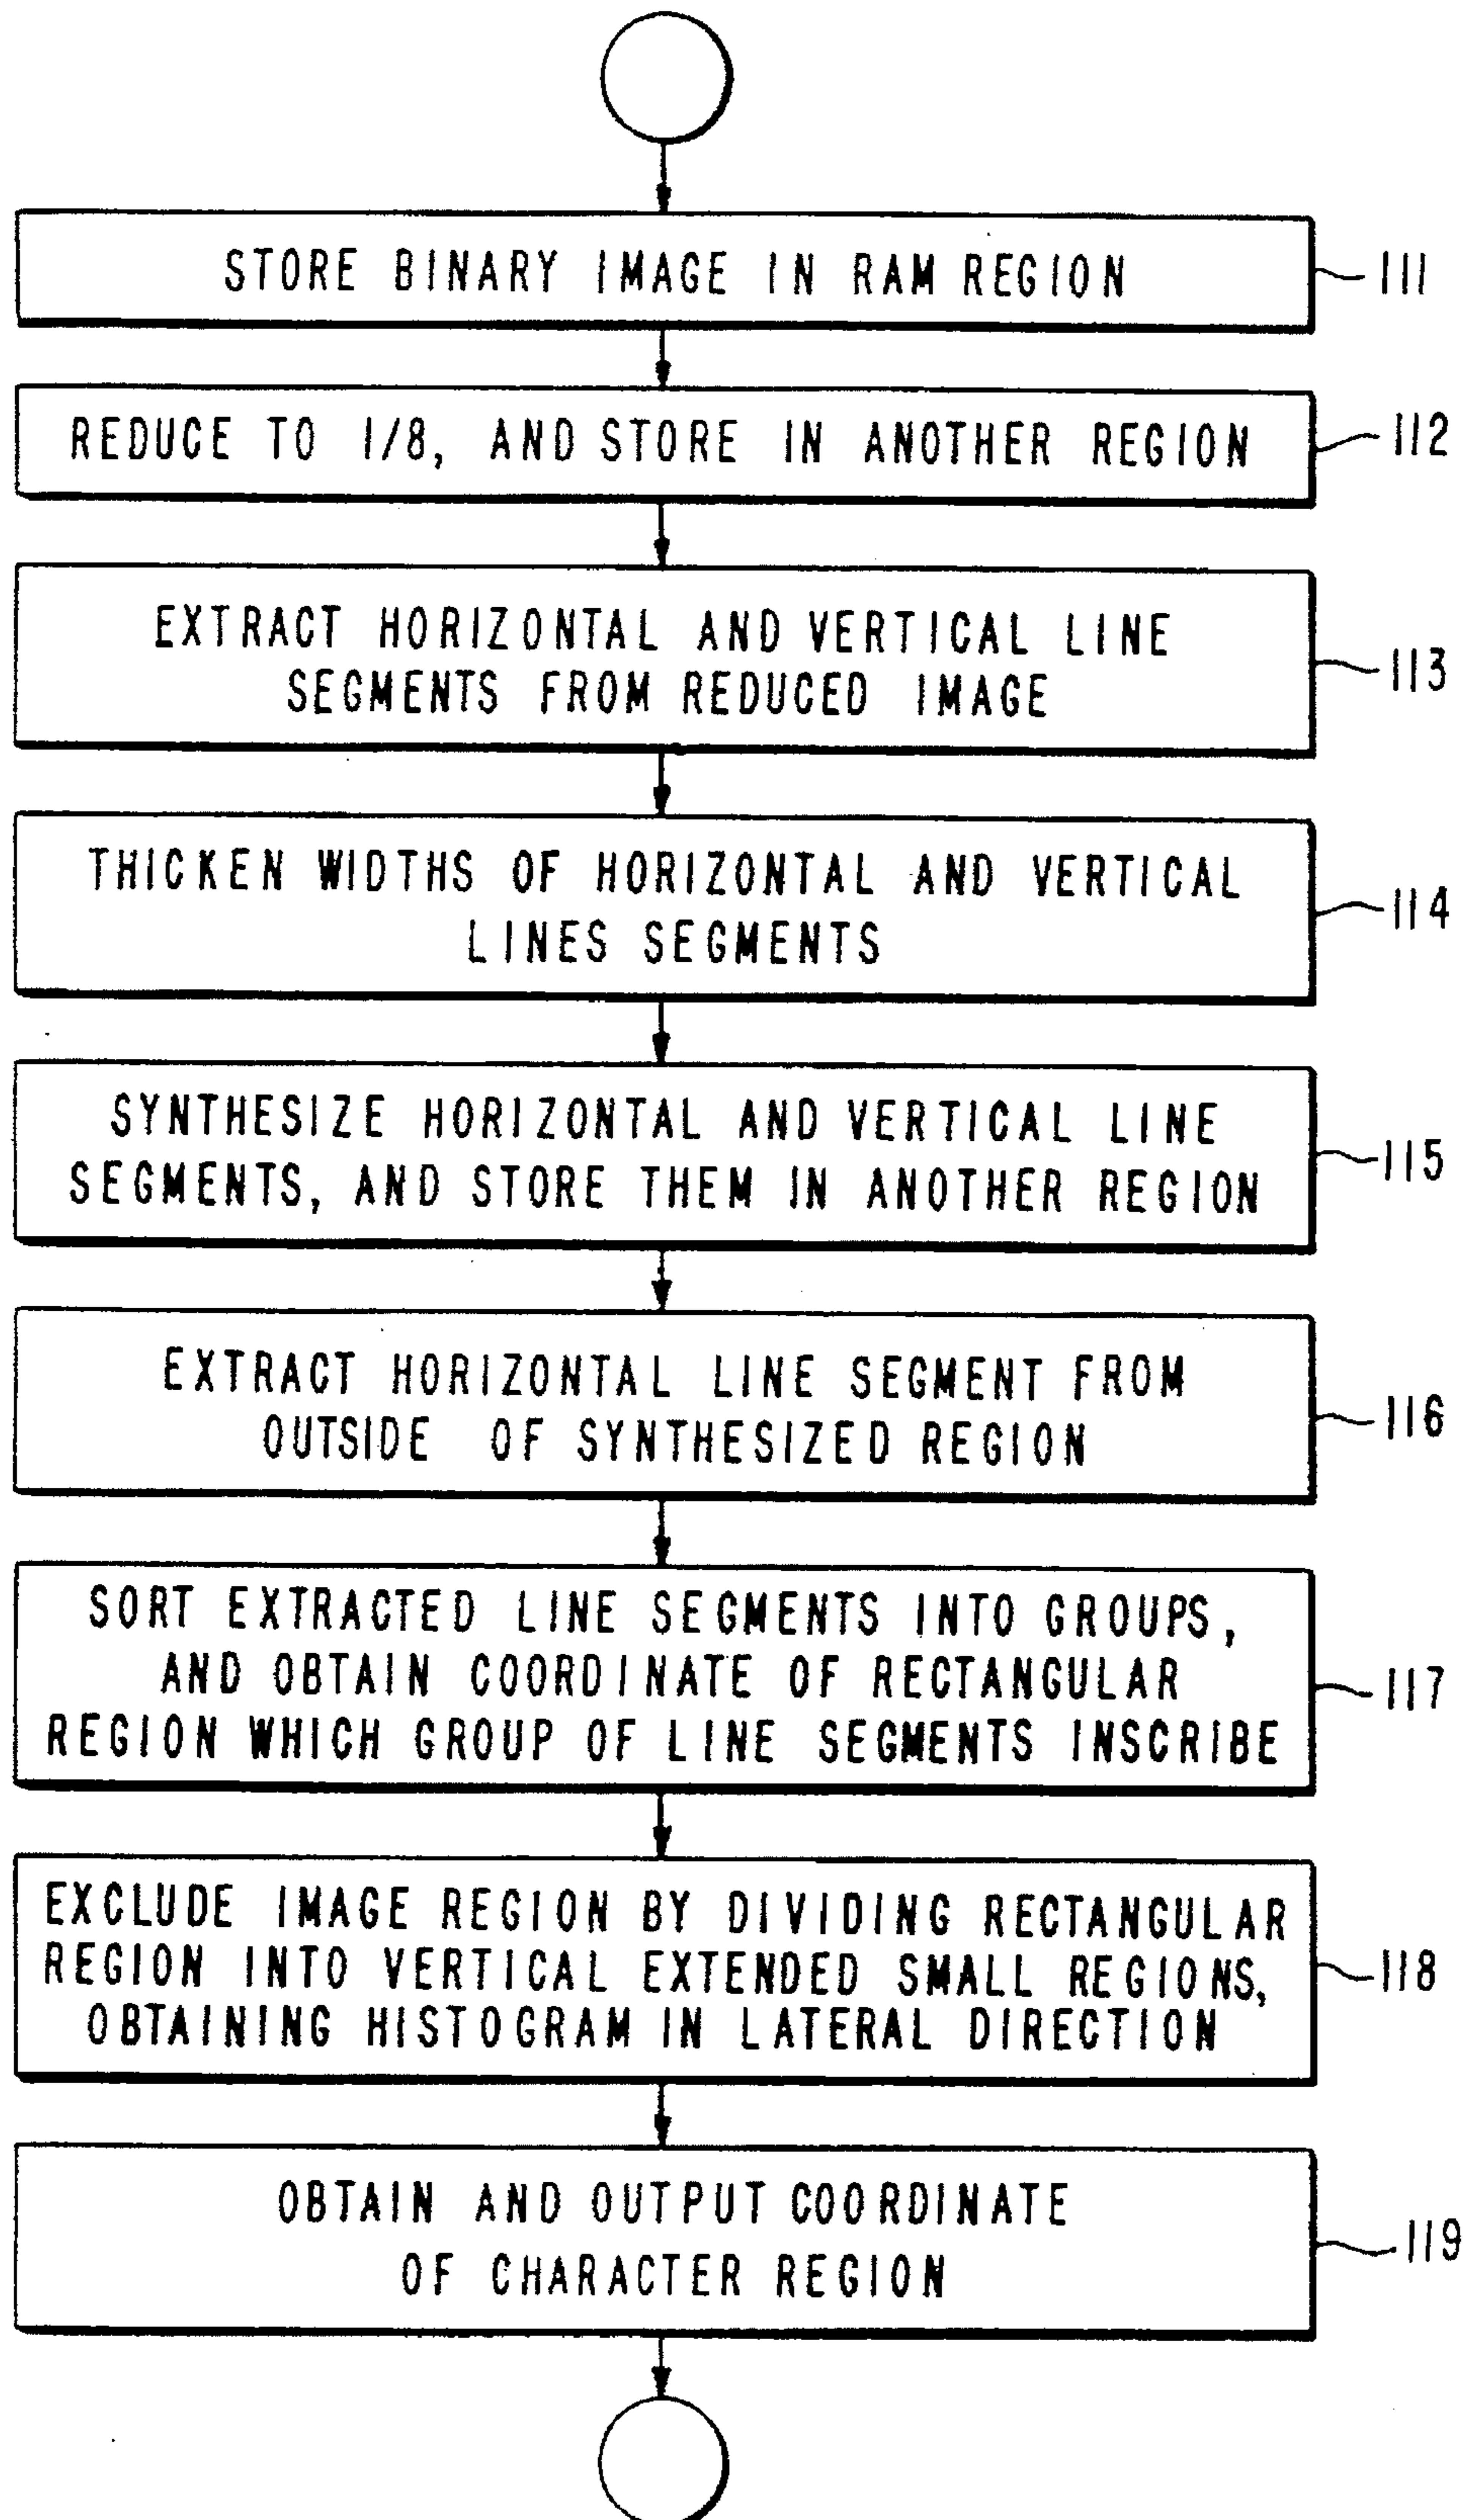 STORE BINARY IMAGE IN RAM REGION
111
REDUCE TO 1/8, AND STORE IN ANOTHER REGION
112
EXTRACT HORIZONTAL AND VERTICAL LINE
SEGMENTS FROM REDUCED IMAGE
113
THICKEN WIDTHS OF HORIZONTAL AND VERTICAL
LINES SEGMENTS
114
SYNTHESIZE HORIZONTAL AND VERTICAL LINE
SEGMENTS, AND STORE THEM IN ANOTHER REGION
115
EXTRACT HORIZONTAL LINE SEGMENT FROM
OUTSIDE OF SYNTHESIZED REGION
116
SORT EXTRACTED LINE SEGMENTS INTO GROUPS,
AND OBTAIN COORDINATE OF RECTANGULAR
REGION WHICH GROUP OF LINE SEGMENTS INSCRIBE
117
EXCLUDE IMAGE REGION BY DIVIDING RECTANGULAR
REGION INTO VERTICAL EXTENDED SMALL REGIONS,
OBTAINING HISTOGRAM IN LATERAL DIRECTION
118
OBTAIN AND OUTPUT COORDINATE
OF CHARACTER REGION
119